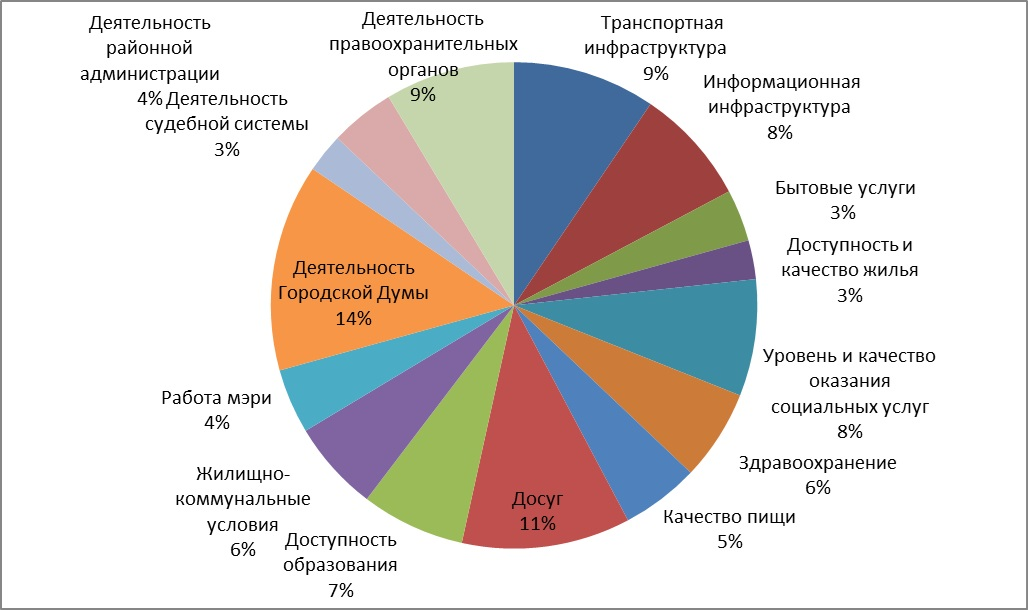 Транспортная
инфраструктура
9%
Информационная
инфраструктура
8%
Бытовые услуги
3%
Доступность и
качество жилья
3%
Уровень и качество
оказания
социальных услуг
8%
Здравоохранение
6%
Качество пищи
5%
Досуг
11%
Доступность
образования
7%
Жилищно-
коммунальные
условия
6%
Работа мэри
4%
Деятельность
Городской Думы
14%
Деятельность
судебной системы
3%
Деятельность
районной
администрации
4%
Деятельность
правоохранительных
органов
9%